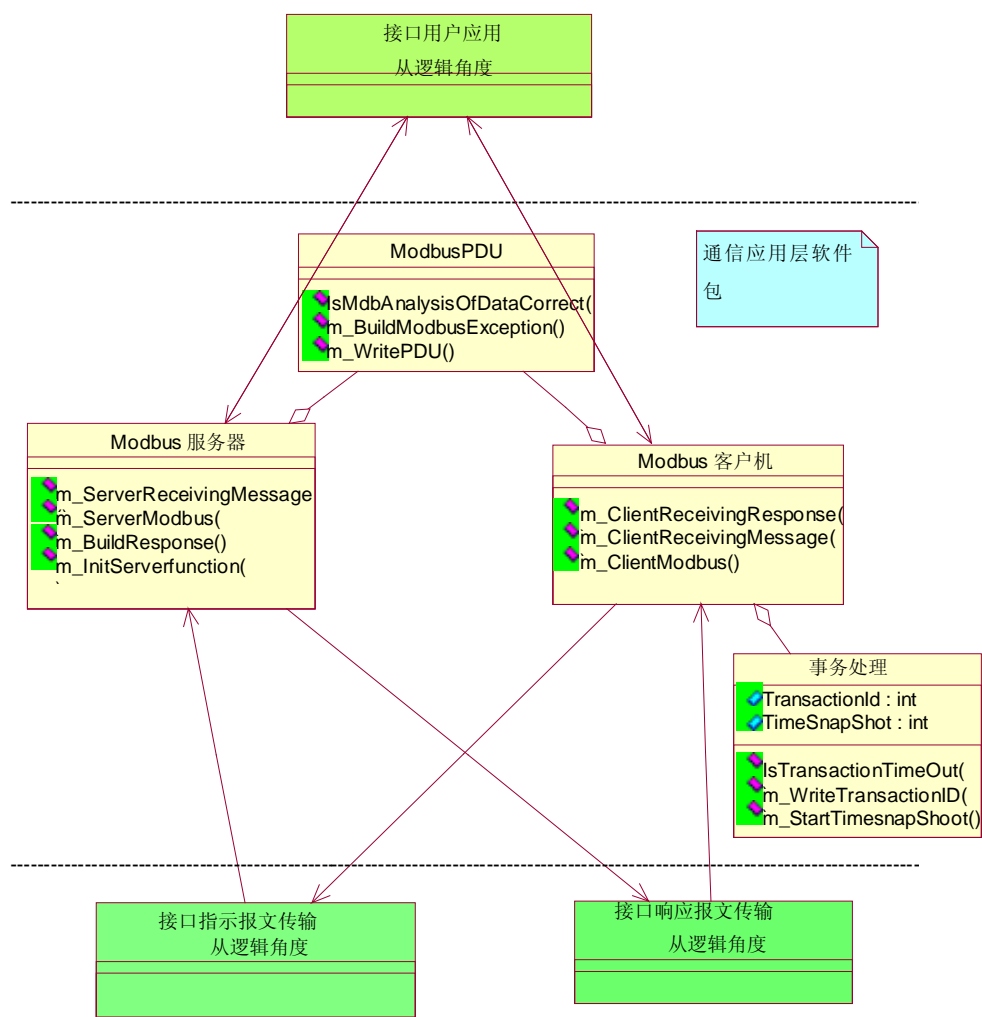 接口用户应用
从逻辑角度
ModbusPDU
IsMdbAnalysisOfDataCorrect(
m_BuildModbusException()
m_WritePDU()
通信应用层软件
包
Modbus 服务器
m_ServerReceivingMessage
m_ServerModbus(
m_BuildResponse()
m_InitServerfunction(
Modbus 客户机
m_ClientReceivingResponse(
m_ClientReceivingMessage(
m_ClientModbus()
事务处理
TransactionId : int
TimeSnapShot : int
IsTransactionTimeOut(
m_WriteTransactionID(
m_StartTimesnapShoot()
接口指示报文传输
从逻辑角度
接口响应报文传输
从逻辑角度